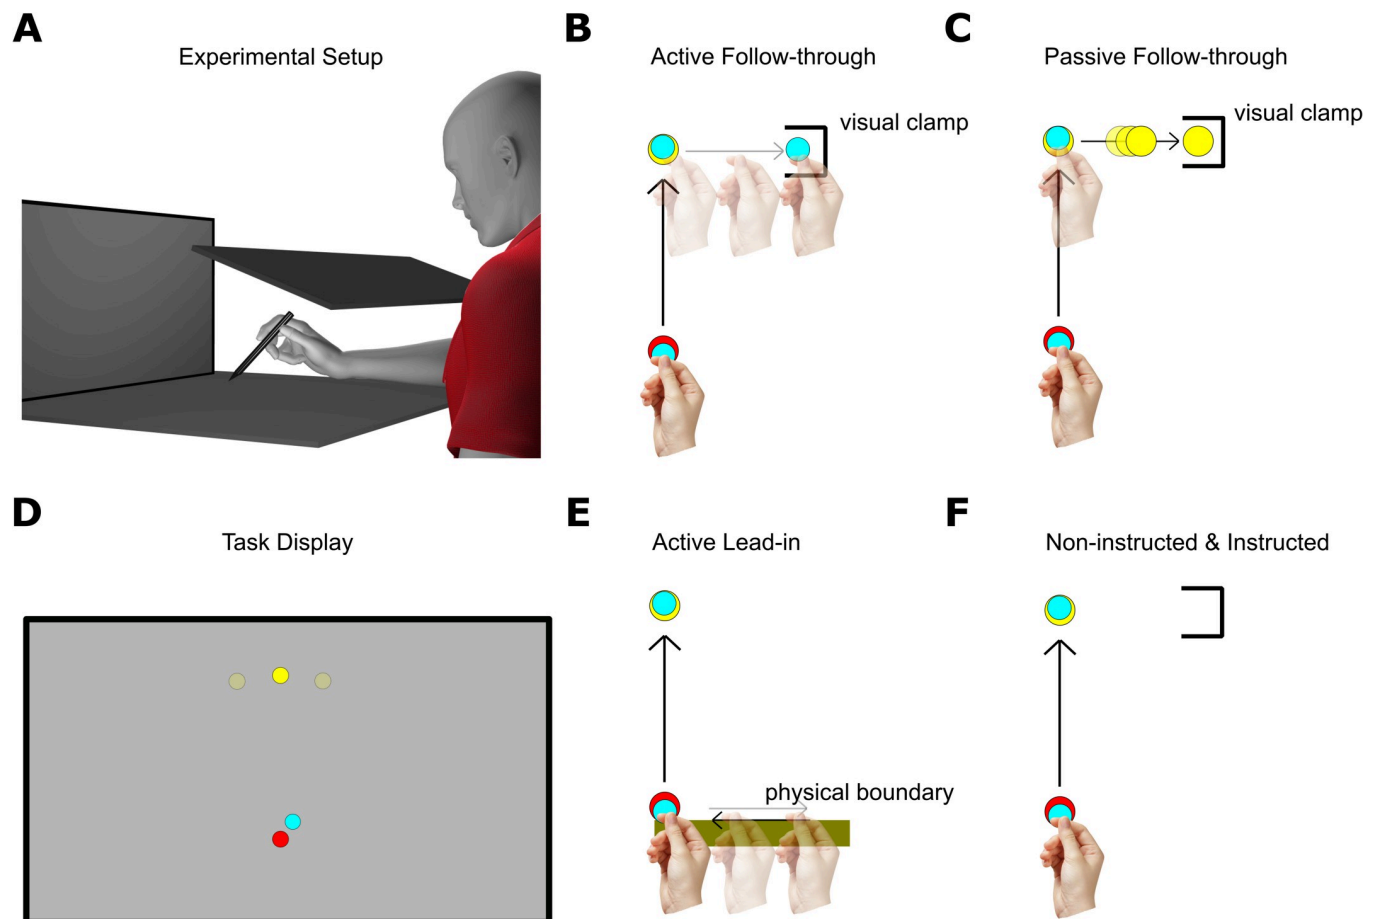 A
Experimental Setup
B
Active Follow-through
visual clamp
C
Passive Follow-through
visual clamp
D
Task Display
E
Active Lead-in
physical boundary
F
Non-instructed & Instructed